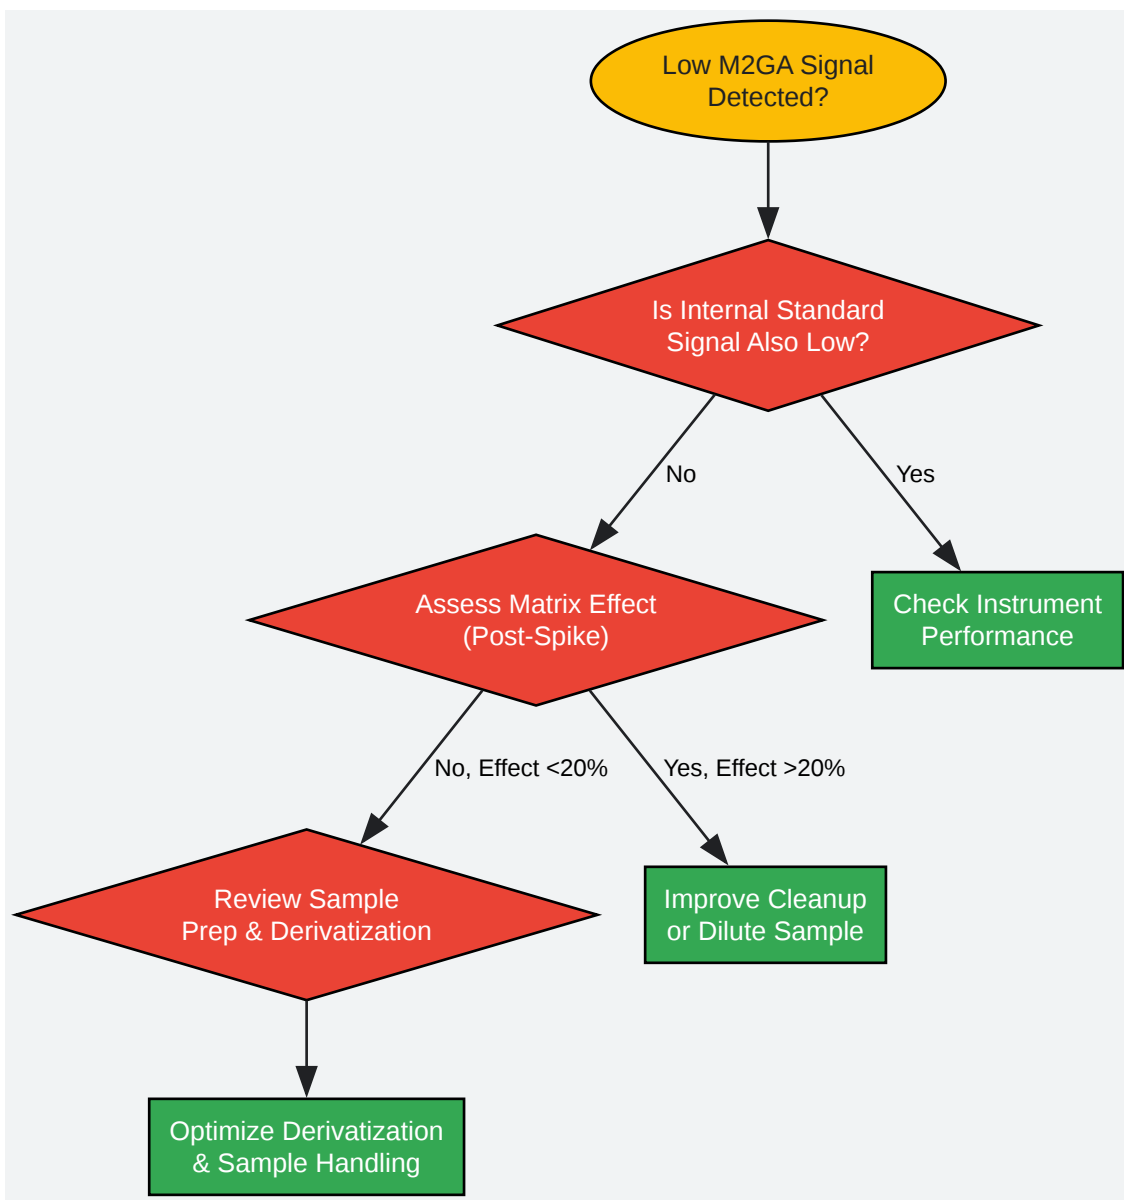 Low M2GA Signal
Detected?
Is Internal Standard
Signal Also Low?
No
Yes
Assess Matrix Effect
(Post-Spike)
Check Instrument
Performance
No, Effect <20%
Yes, Effect >20%
Review Sample
Prep & Derivatization
Improve Cleanup
or Dilute Sample
Optimize Derivatization
& Sample Handling